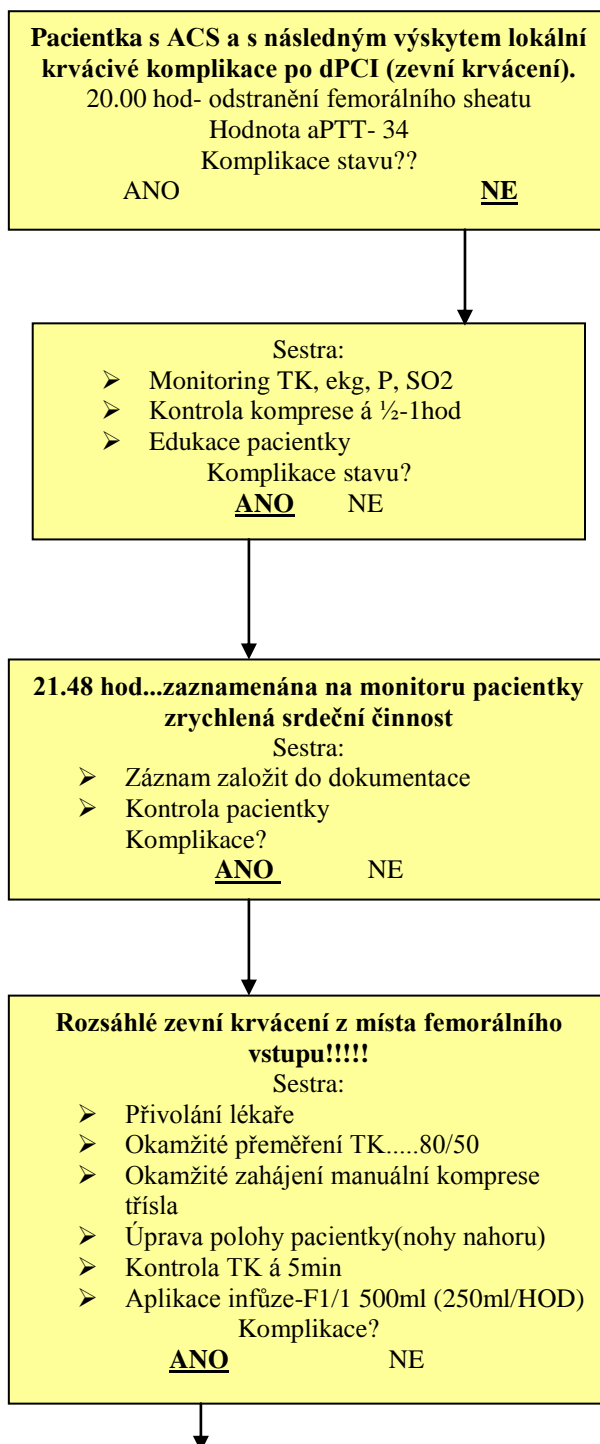 Pacientka s ACS a s následným výskytem lokální
krvácivé komplikace po dPCI (zevní krvácení).
20.00 hod- odstranění femorálního sheatu
Hodnota aPTT- 34
Komplikace stavu??
ANO NE
Sestra:
➢ Monitoring TK, ekg, P, SO2
➢ Kontrola komprese á ½-1hod
➢ Edukace pacientky
Komplikace stavu?
ANO NE
21.48 hod...zaznamenána na monitoru pacientky
zrychlená srdeční činnost
Sestra:
➢ Záznam založit do dokumentace
➢ Kontrola pacientky
Komplikace?
ANO NE
Rozsáhlé zevní krvácení z místa femorálního
vstupu!!!!!
Sestra:
➢ Přivolání lékaře
➢ Okamžité přeměření TK.....80/50
➢ Okamžité zahájení manuální komprese
třísla
➢ Úprava polohy pacientky(nohy nahoru)
➢ Kontrola TK á 5min
➢ Aplikace infůze-F1/1 500ml (250ml/HOD)
Komplikace?
ANO NE